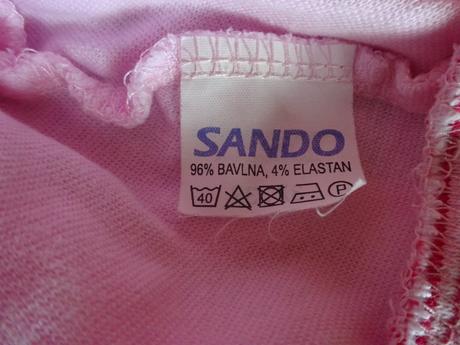 SANDO
96% BAVLNA, 4% ELASTAN
40 P